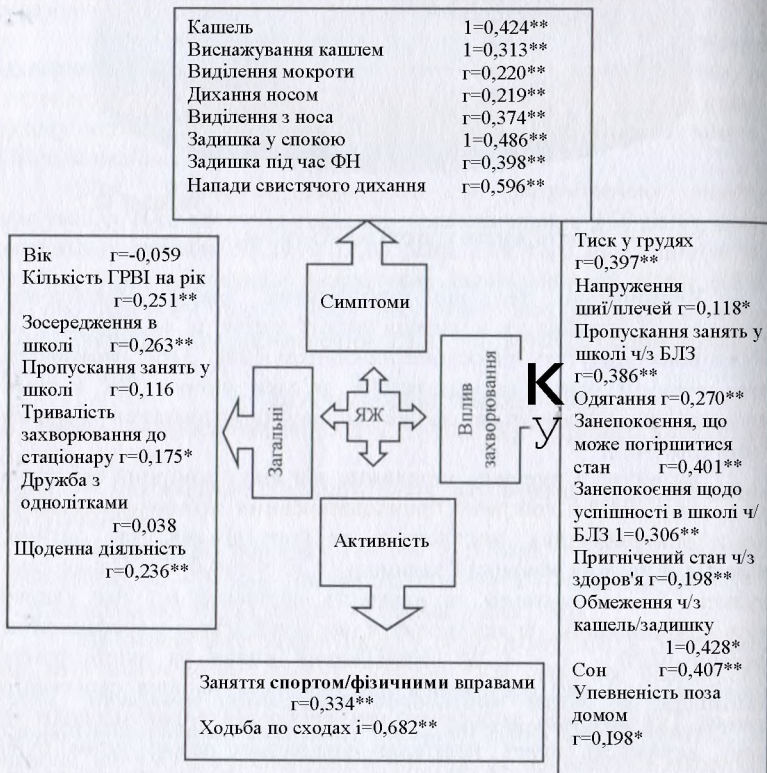 Кашель 1=0,424**
Виснажування кашлем 1=0,313**
Виділення мокроти г=0,220**
Дихання носом г=0,219**
Виділення з носа г=0,374**
Задишка у спокою 1=0,486**
Задишка під час ФН г=0,398**
Напади свистячого дихання г=0,596**
Вік г=-0,059
Кількість ГРВІ на рік
г=0,251**
Зосередження в
школі г=0,263**
Пропускання занять у
школі г=0,116
Тривалість
захворювання до
стаціонару г=0,175*
Дружба з
однолітками
г=0,038
Щоденна діяльність
г=0,236**
Симптоми
Загальні
ЯЖ
Вплив
захворювання
К
У
Активність
Тиск у грудях
г=0,397**
Напруження
шиї/плечей г=0,118*
Пропускання занять у
школі ч/з БЛЗ
г=0,386**
Одягання г=0,270**
Занепокоєння, що
може погіршитися
стан г=0,401**
Занепокоєння щодо
успішності в школі ч/
БЛЗ 1=0,306**
Пригнічений стан ч/з
здоров'я г=0,198**
Обмеження ч/з
кашель/задишку
1=0,428*
Сон г=0,407**
Упевненість поза
домом
г=0,І98*
Заняття спортом/фізичними вправами
г=0,334**
Ходьба по сходах і=0,682**